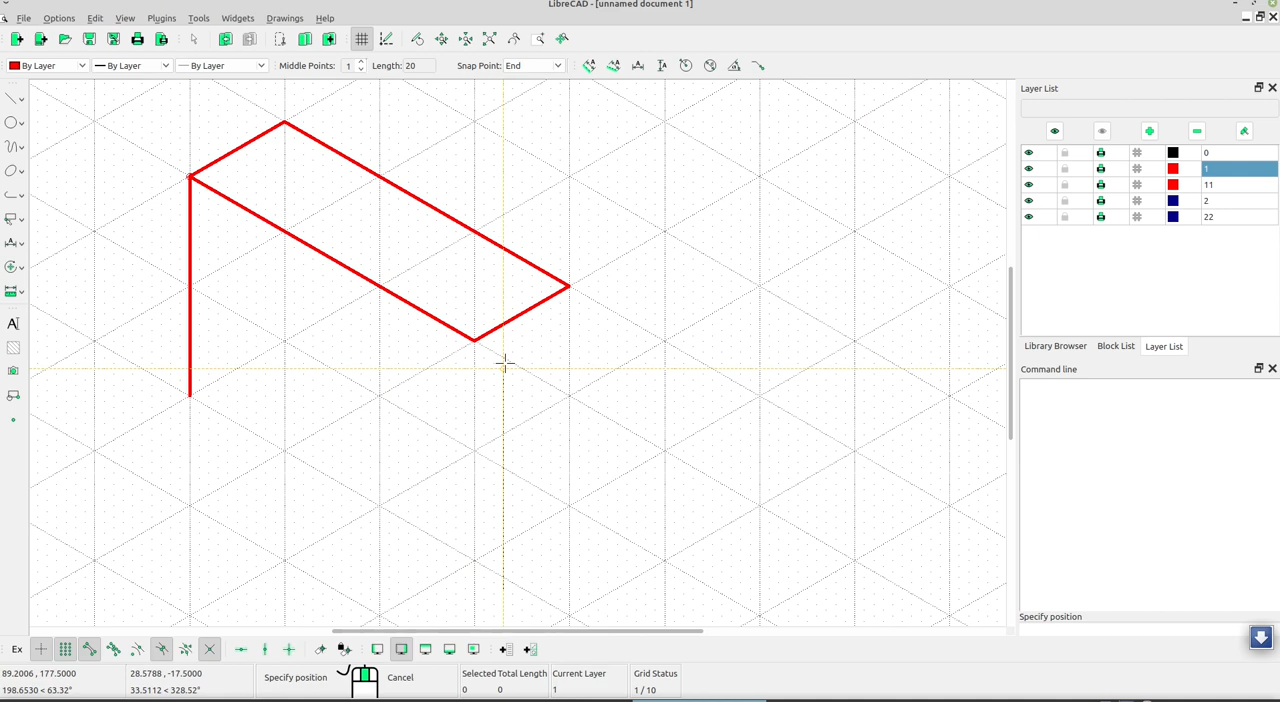 LibreCAD - [unnamed document 1]
File Options Edit View Plugins Tools Widgets Drawings Help
By Layer By Layer By Layer Middle Points: 1 Length: 20 Snap Point: End
Layer List
0
1
11
2
22
Library Browser Block List Layer List
Command line
Specify position
Ex
89.2006 , 177.5000 28.5788 , -17.5000 Specify position Cancel Selected Total Length Current Layer Grid Status
198.6530 < 63.32° 33.5112 < 328.52° 0 0 1 1 / 10